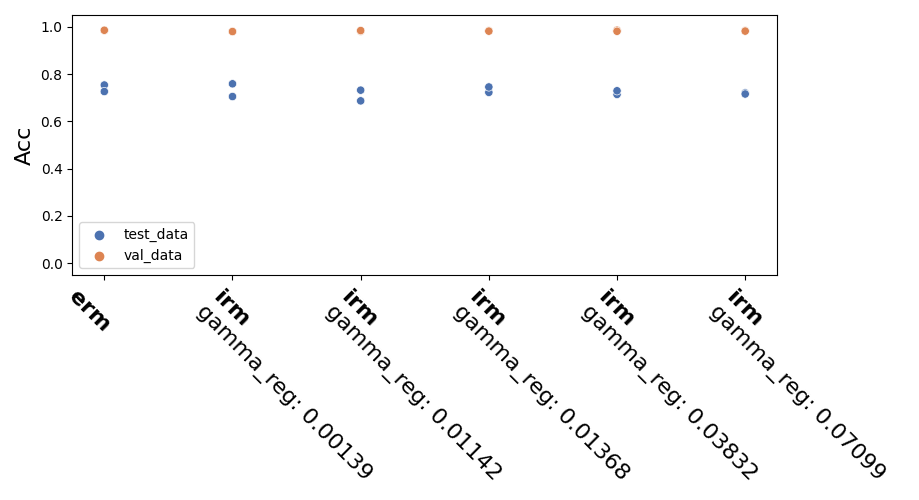 1.0
0.8
0.6
0.4
0.2
0.0
Acc
test_data
val_data
erm
irm
gamma_reg: 0.00139
irm
gamma_reg: 0.01142
irm
gamma_reg: 0.01368
irm
gamma_reg: 0.03832
irm
gamma_reg: 0.07099